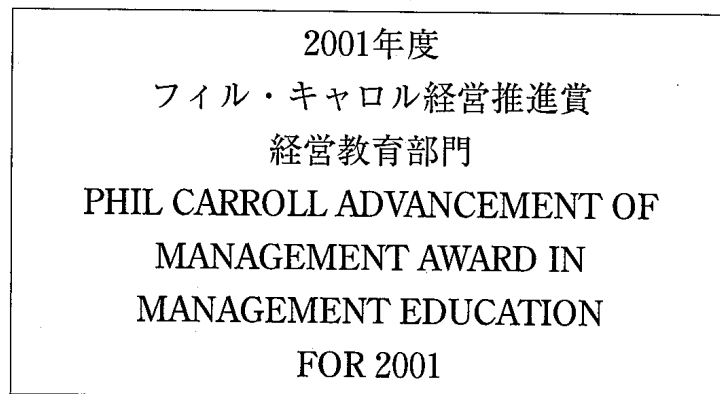 2001年度
フィル・キャロル経営推進賞
経営教育部門
PHIL CARROLL ADVANCEMENT OF
MANAGEMENT AWARD IN
MANAGEMENT EDUCATION
FOR 2001